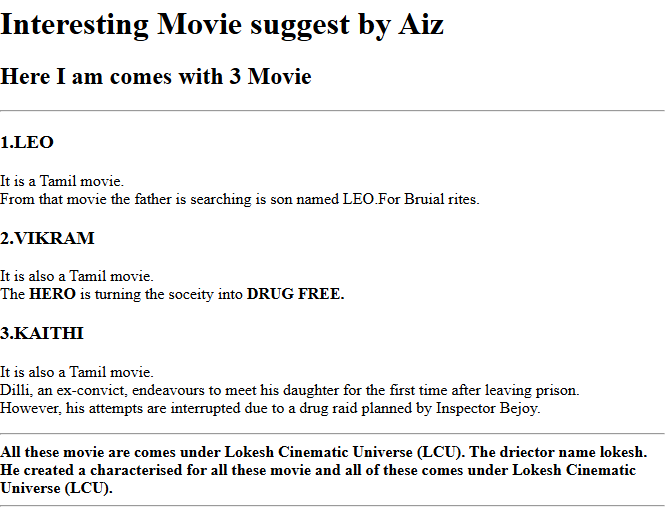 Interesting Movie suggest by Aiz
Here I am comes with 3 Movie
1.LEO
It is a Tamil movie.
From that movie the father is searching is son named LEO.For Bruial rites.
2.VIKRAM
It is also a Tamil movie.
The HERO is turning the soceity into DRUG FREE.
3.KAITHI
It is also a Tamil movie.
Dilli, an ex-convict, endeavours to meet his daughter for the first time after leaving prison.
However, his attempts are interrupted due to a drug raid planned by Inspector Bejoy.
All these movie are comes under Lokesh Cinematic Universe (LCU). The driector name lokesh.
He created a characterised for all these movie and all of these comes under Lokesh Cinematic
Universe (LCU).